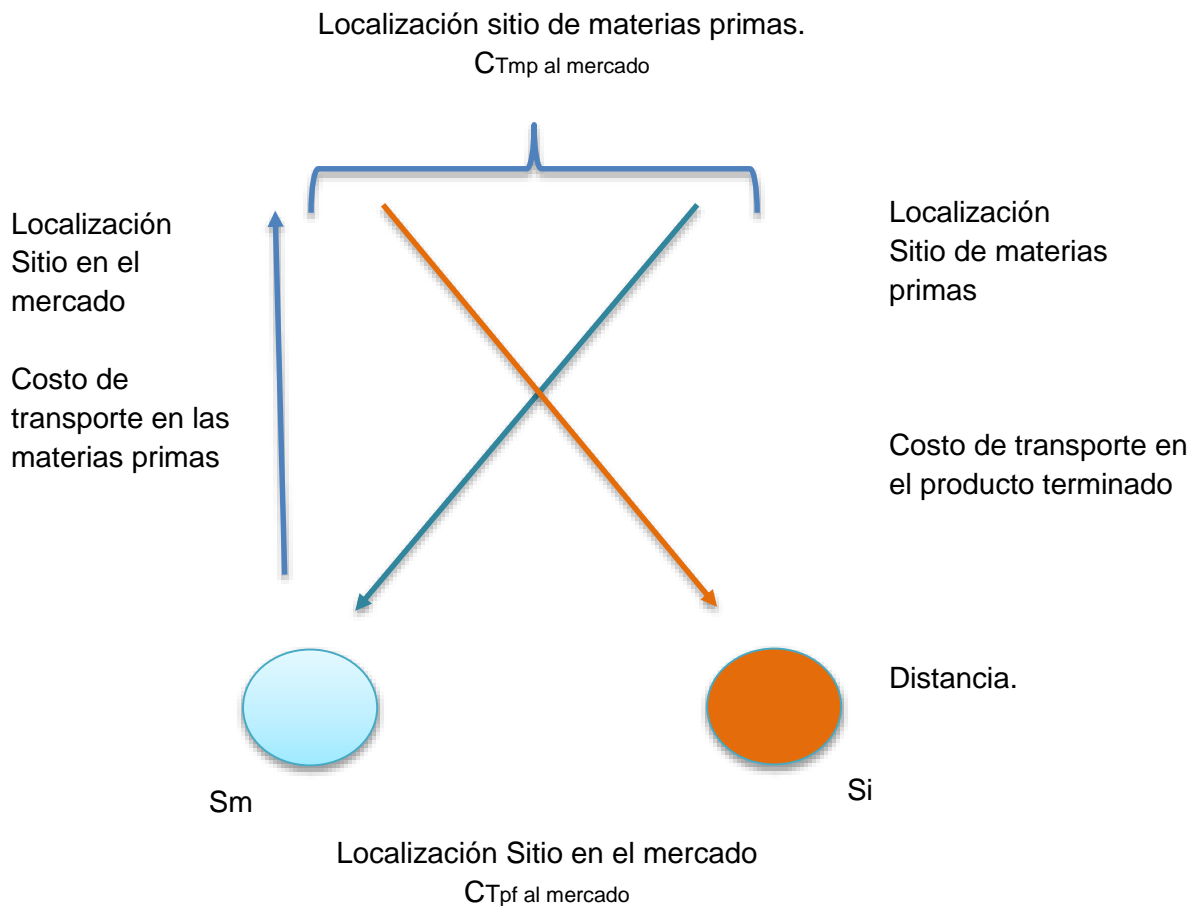 Localización sitio de materias primas.
CTmp al mercado
Localización
Sitio en el
mercado
Costo de
transporte en las
materias primas
Localización
Sitio de materias
primas
Costo de transporte en
el producto terminado
Distancia.
Sm
Si
Localización Sitio en el mercado
CTpf al mercado